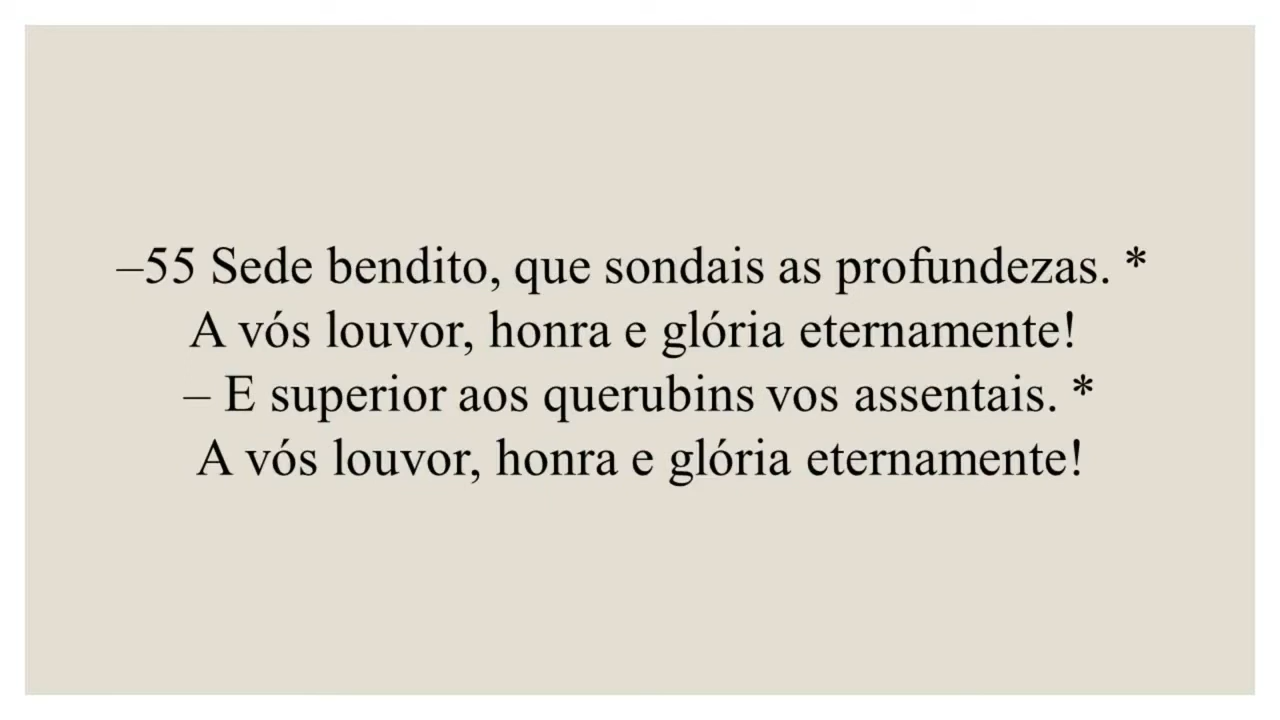 –55 Sede bendito, que sondais as profundezas. *
A vós louvor, honra e glória eternamente!
– E superior aos querubins vos assentais. *
A vós louvor, honra e glória eternamente!